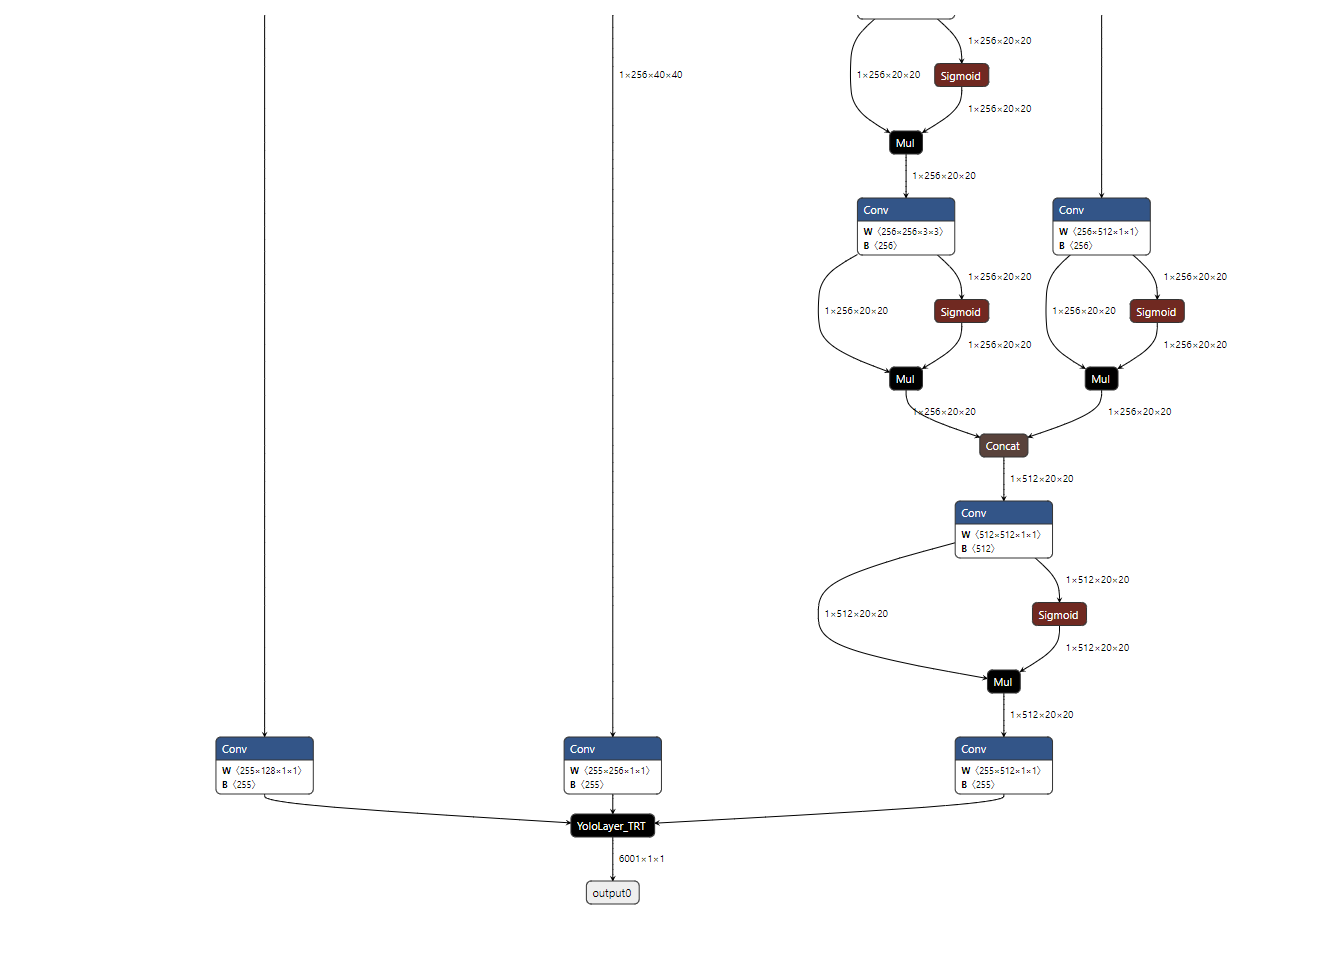 1×256×20×20
1×256×40×40
1×256×20×20
Sigmoid
1×256×20×20
Mul
1×256×20×20
Conv
W ⟨256×256×3×3⟩
B ⟨256⟩
Conv
W ⟨256×512×1×1⟩
B ⟨256⟩
1×256×20×20
1×256×20×20
1×256×20×20
Sigmoid
1×256×20×20
Sigmoid
1×256×20×20
1×256×20×20
Mul
Mul
1×256×20×20
1×256×20×20
Concat
1×512×20×20
Conv
W ⟨512×512×1×1⟩
B ⟨512⟩
1×512×20×20
1×512×20×20
Sigmoid
1×512×20×20
Mul
1×512×20×20
Conv
W ⟨255×128×1×1⟩
B ⟨255⟩
Conv
W ⟨255×256×1×1⟩
B ⟨255⟩
Conv
W ⟨255×512×1×1⟩
B ⟨255⟩
YoloLayer_TRT
6001×1×1
output0